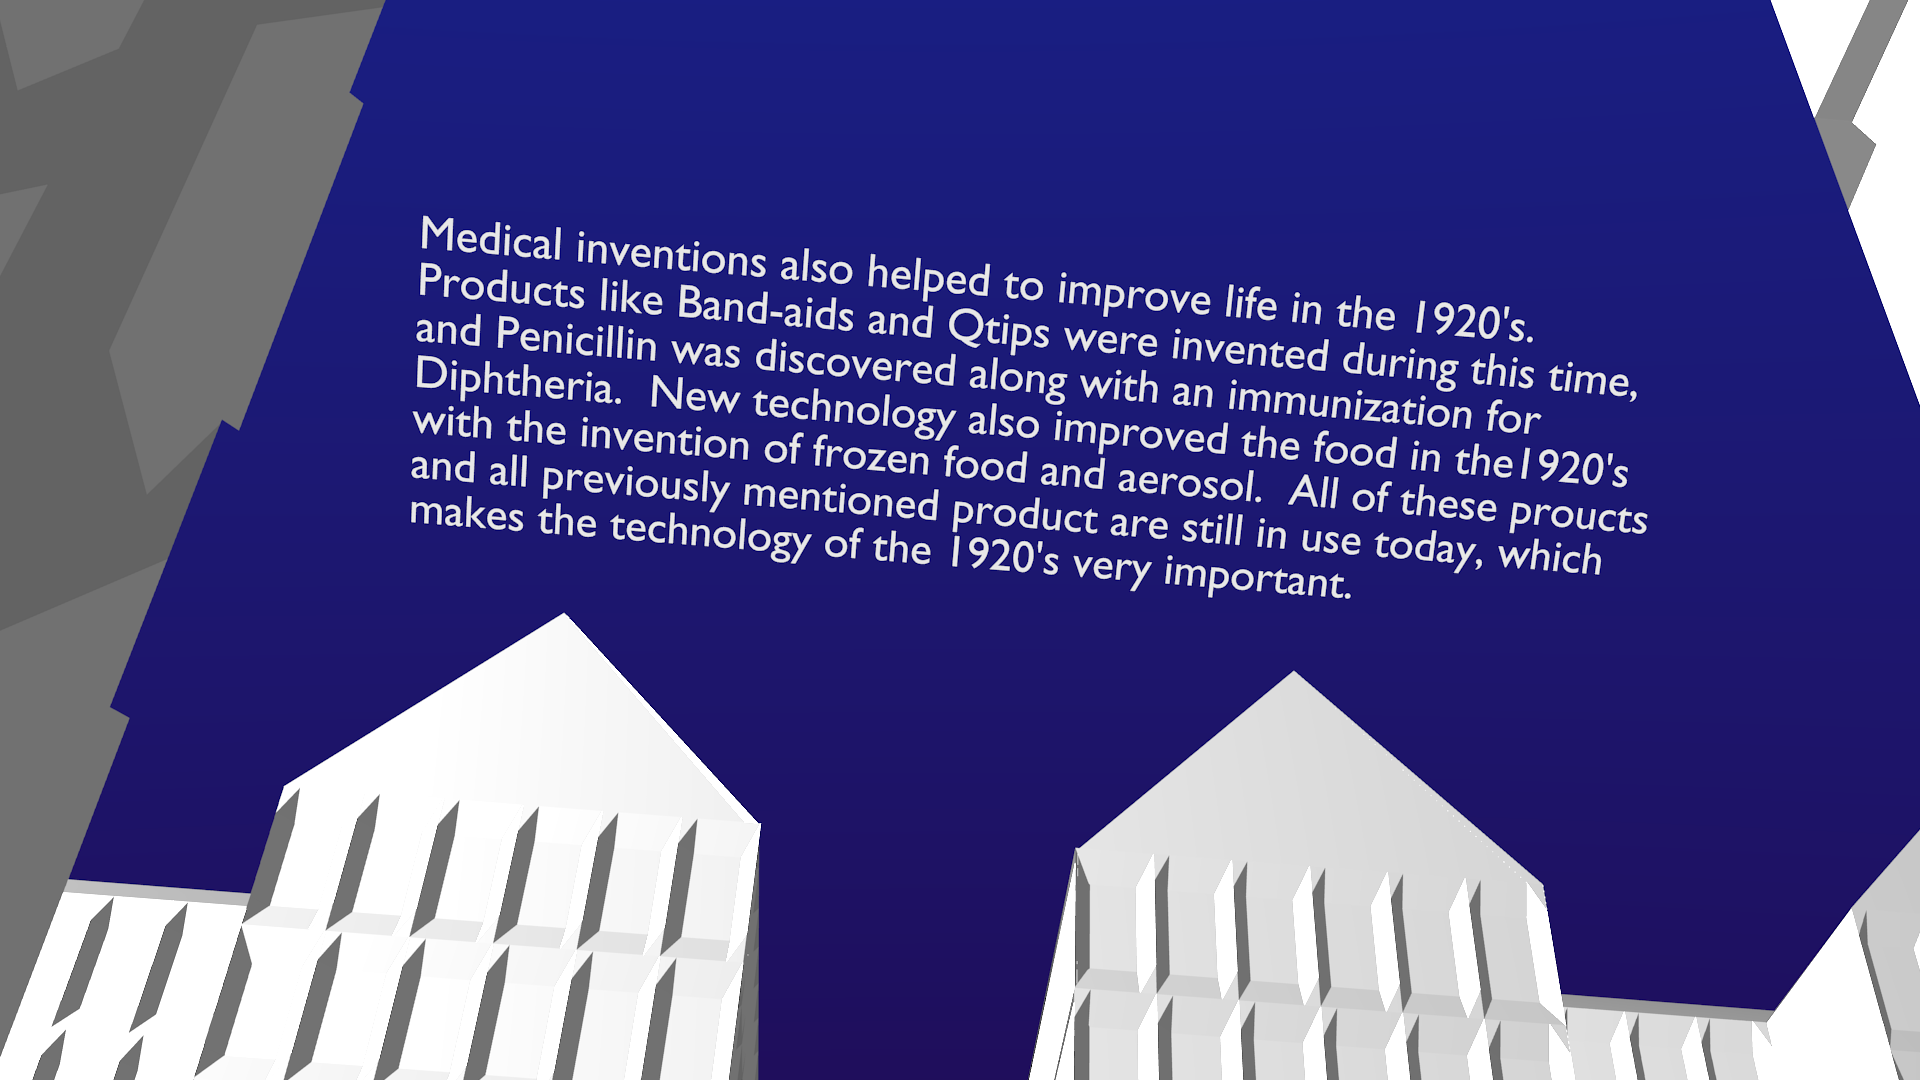 Medical inventions also helped to improve life in the 1920's.
Products like Band-aids and Qtips were invented during this time,
and Penicillin was discovered along with an immunization for
Diphtheria.  New technology also improved the food in the1920's
with the invention of frozen food and aerosol.  All of these proucts
and all previously mentioned product are still in use today, which
makes the technology of the 1920's very important.